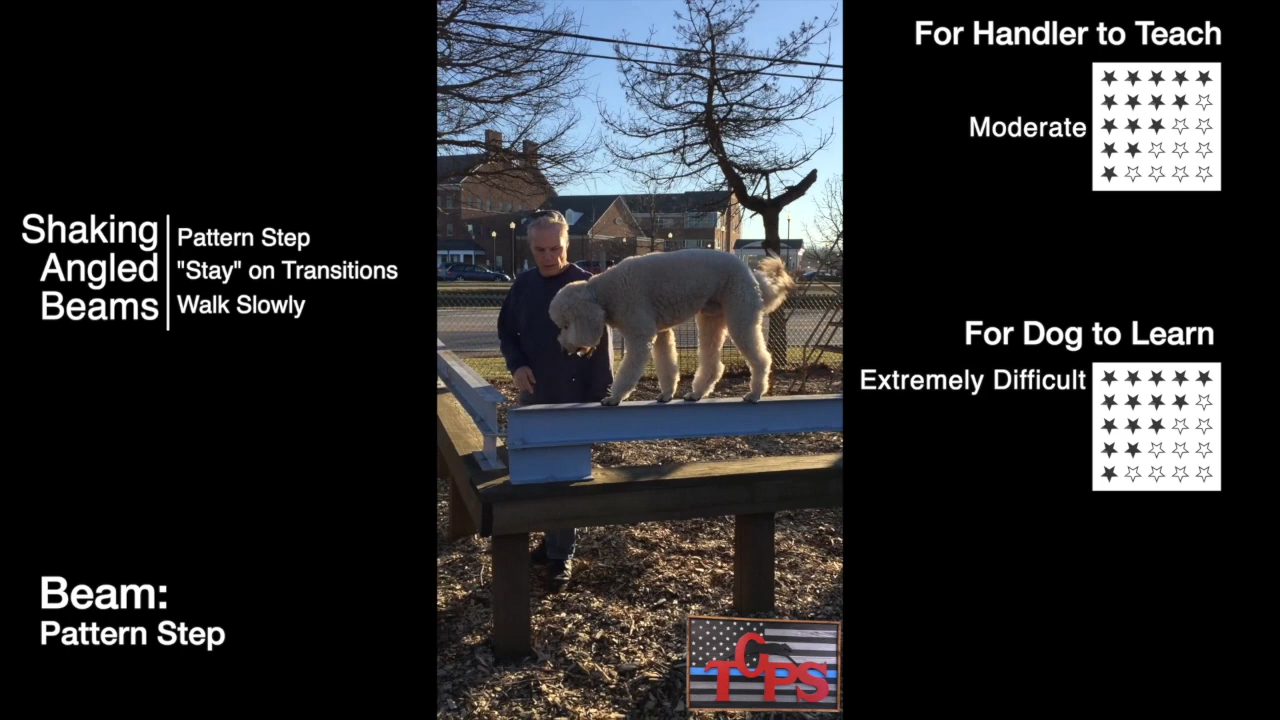 For Handler to Teach
Moderate
Shaking
Angled
Beams
Pattern Step
"Stay" on Transitions
Walk Slowly
For Dog to Learn
Extremely Difficult
Beam:
Pattern Step
TCPS